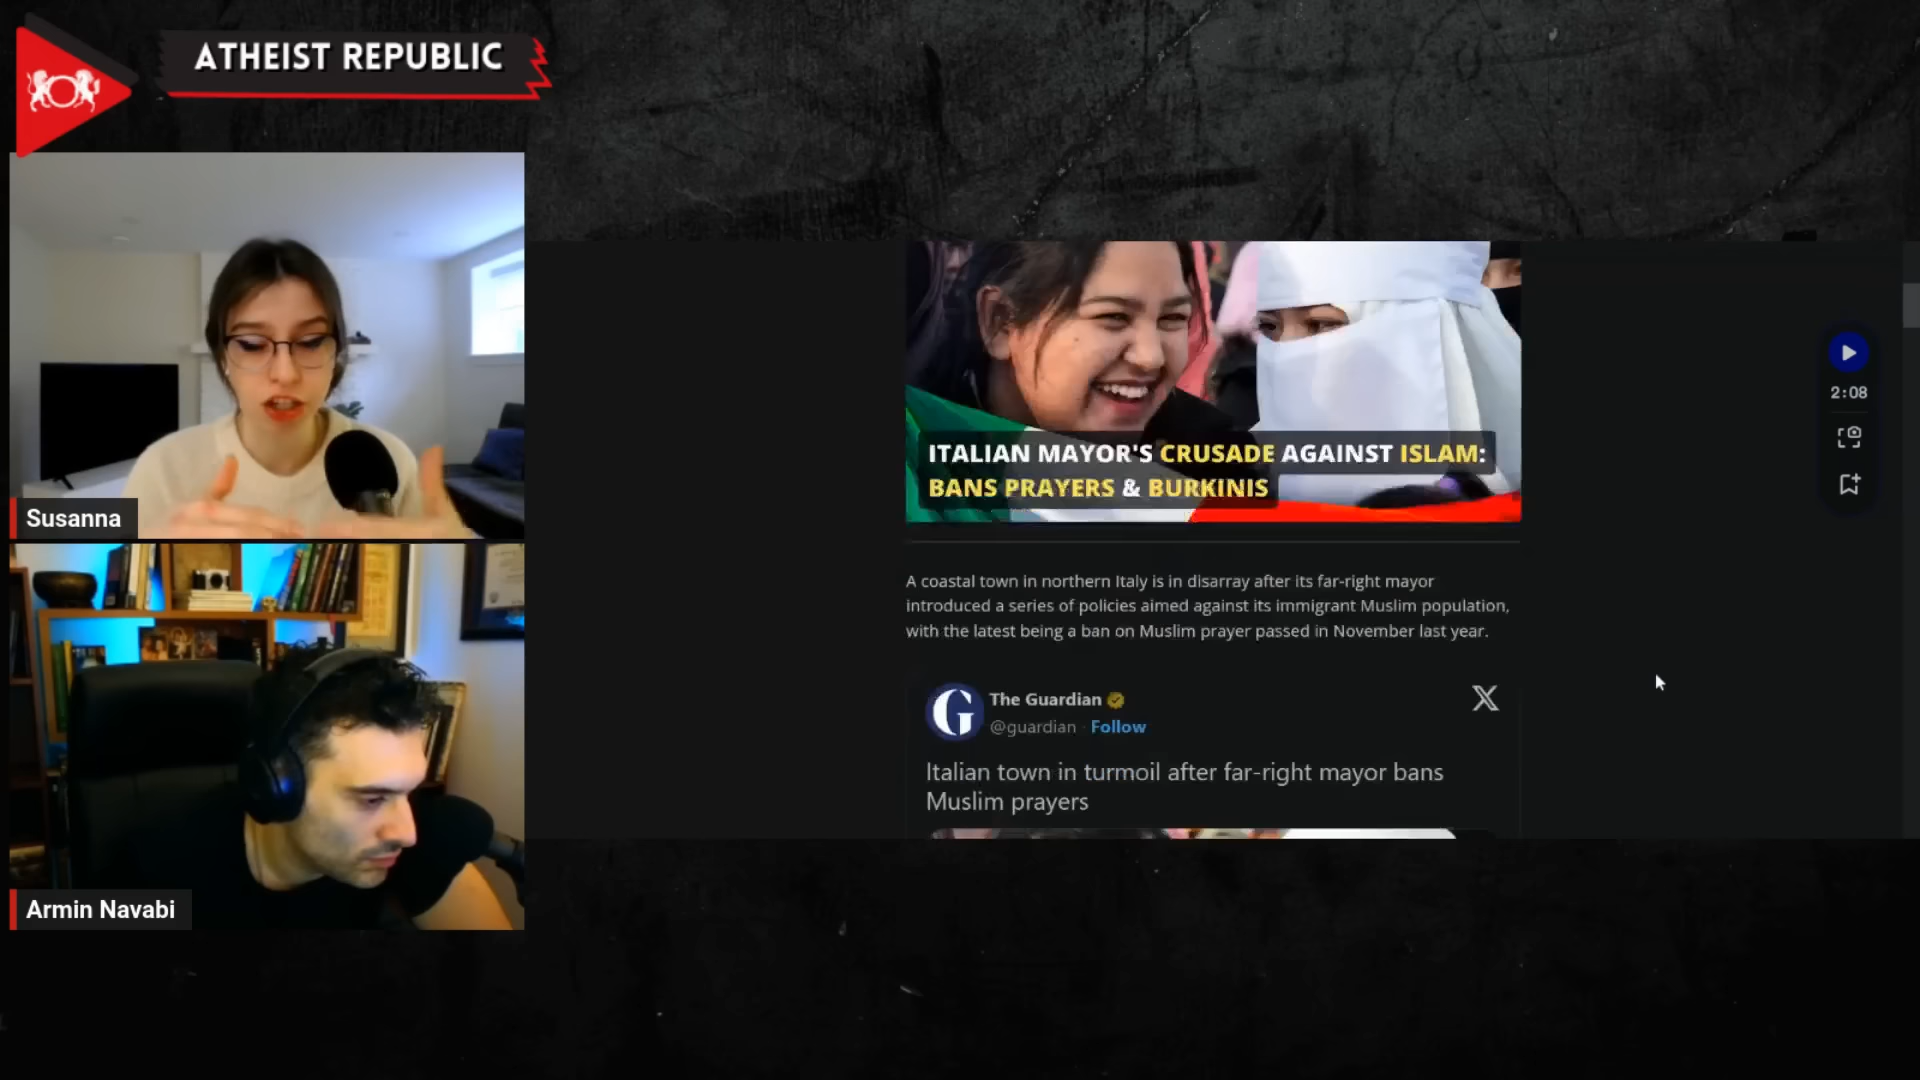 ATHEIST REPUBLIC
Susanna
Armin Navabi
ITALIAN MAYOR'S CRUSADE AGAINST ISLAM:
BANS PRAYERS & BURKINIS
A coastal town in northern Italy is in disarray after its far-right mayor
introduced a series of policies aimed against its immigrant Muslim population,
with the latest being a ban on Muslim prayer passed in November last year.
G
The Guardian
X
@guardian · Follow
Italian town in turmoil after far-right mayor bans
Muslim prayers
2:08